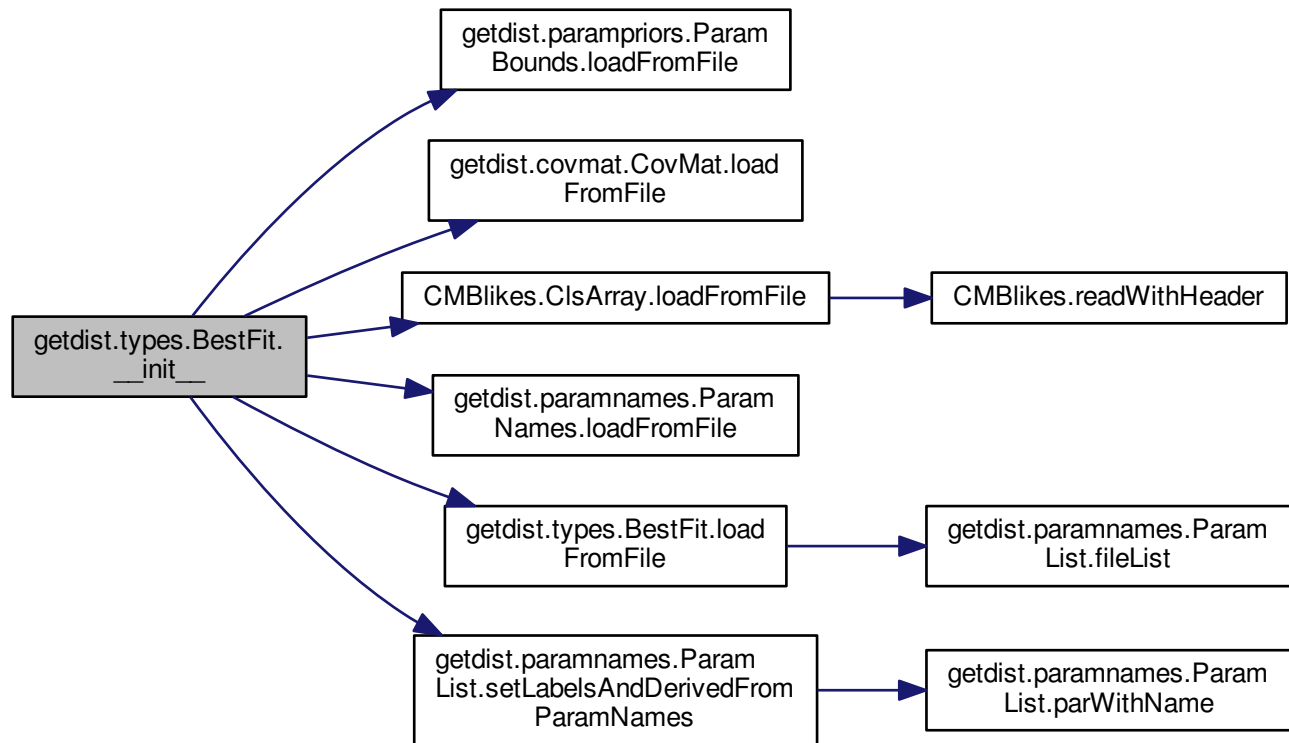 getdist.parampriors.Param
Bounds.loadFromFile
getdist.covmat.CovMat.load
FromFile
CMBlikes.ClsArray.loadFromFile
CMBlikes.readWithHeader
getdist.types.BestFit.
__init__
getdist.paramnames.Param
Names.loadFromFile
getdist.types.BestFit.load
FromFile
getdist.paramnames.Param
List.fileList
getdist.paramnames.Param
List.setLabelsAndDerivedFrom
ParamNames
getdist.paramnames.Param
List.parWithName